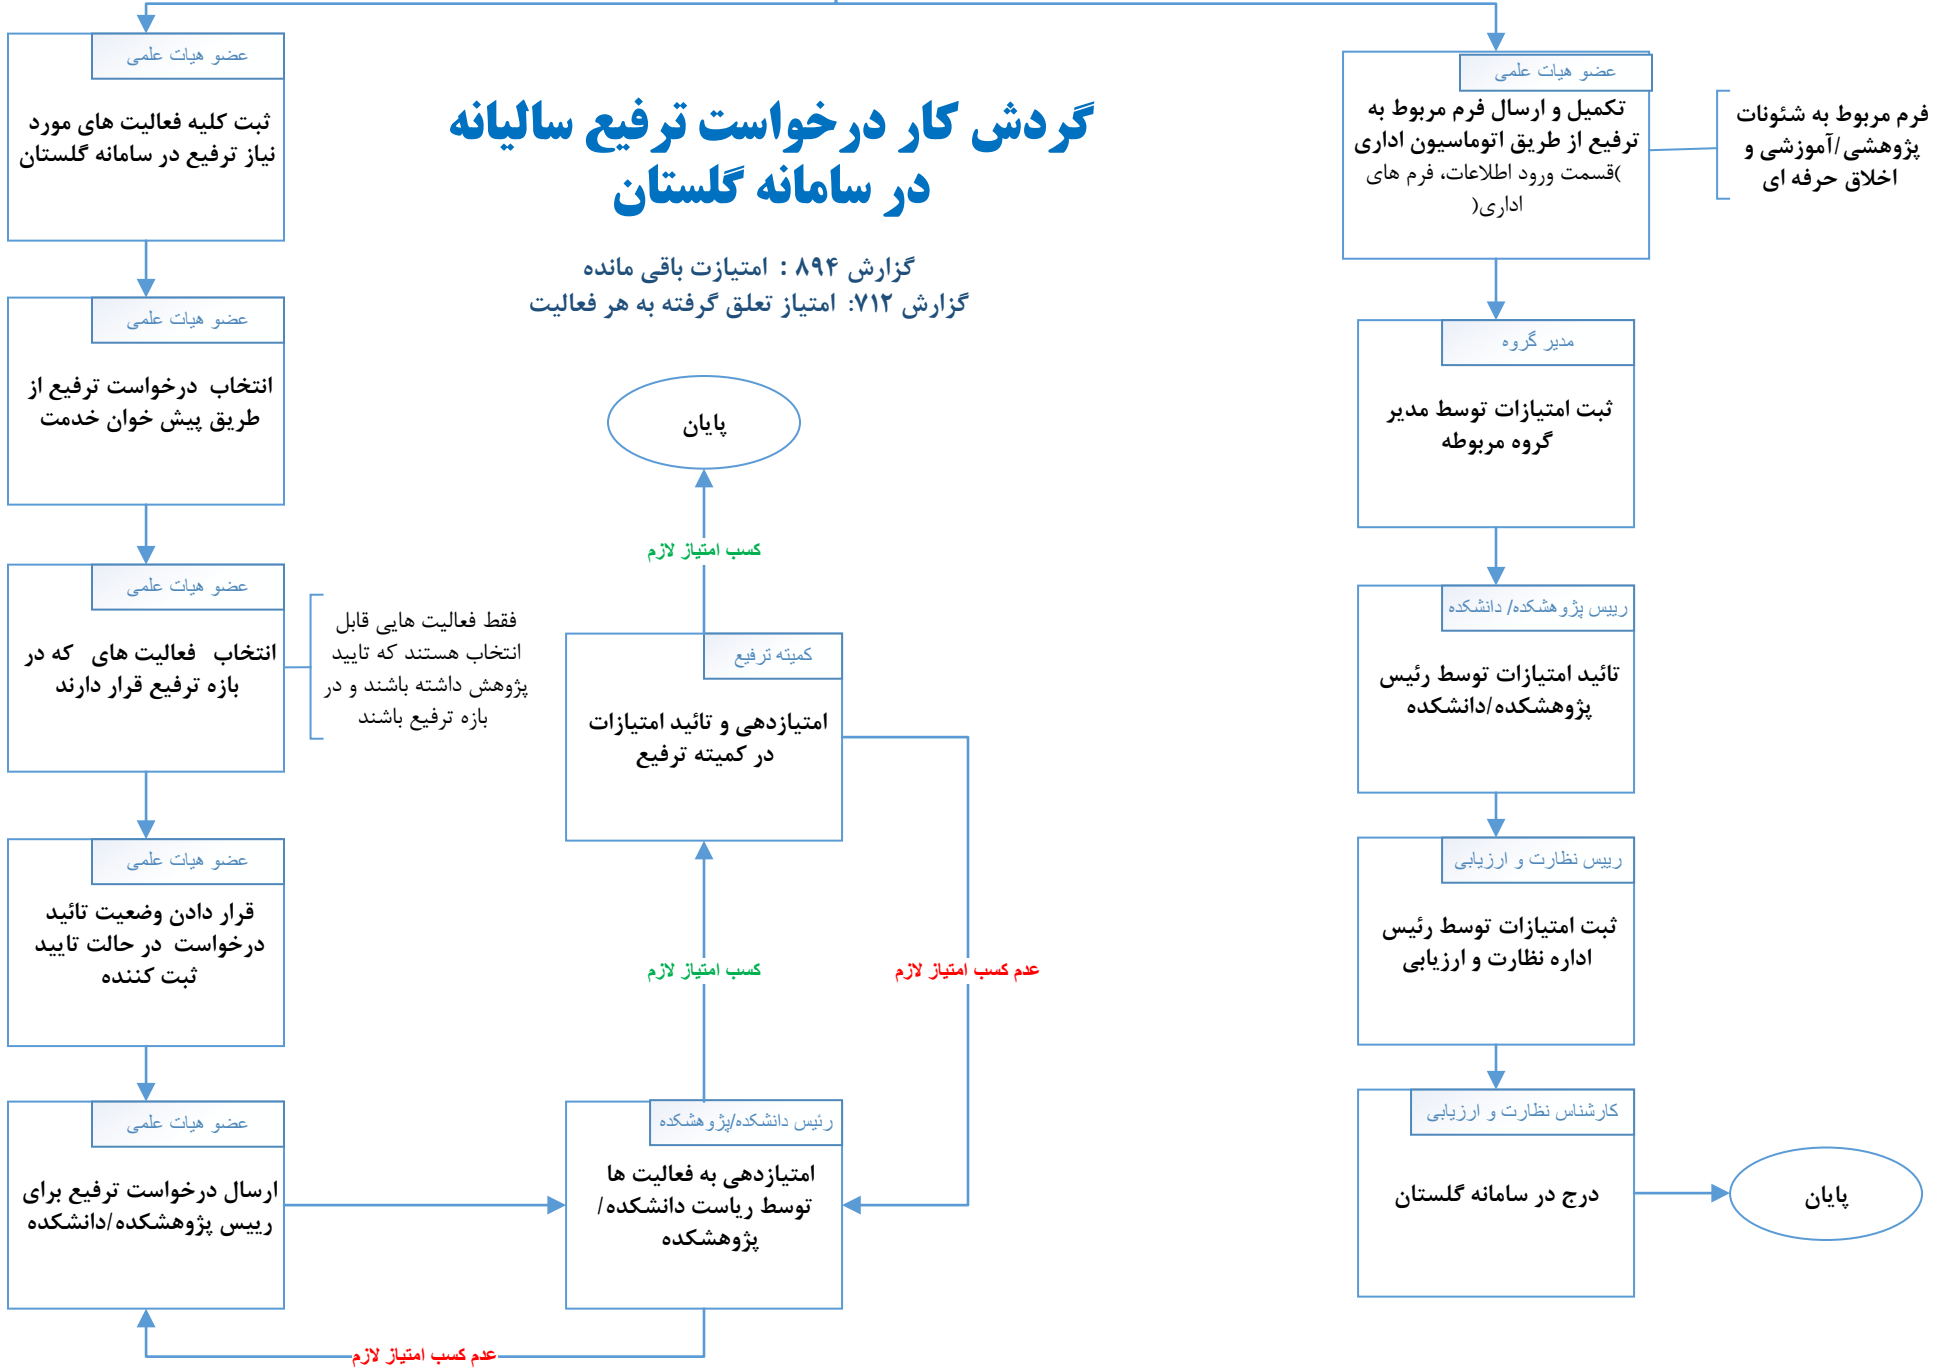 گردش کار درخواست ترفیع سالیانه
در سامانه گلستان
گزارش ۸۹۴ : امتیازت باقی مانده
گزارش ۷۱۲: امتیاز تعلق گرفته به هر فعالیت
عضو هیات علمی
تکمیل و ارسال فرم مربوط به
ترفیع از طریق اتوماسیون اداری
)قسمت ورود اطلاعات، فرم های
اداری(
فرم مربوط به شئونات
پژوهشی/آموزشی و
اخلاق حرفه ای
مدیر گروه
ثبت امتیازات توسط مدیر
گروه مربوطه
رییس پژوهشکده/ دانشکده
تائید امتیازات توسط رئیس
پژوهشکده/دانشکده
رییس نظارت و ارزیابی
ثبت امتیازات توسط رئیس
اداره نظارت و ارزیابی
کارشناس نظارت و ارزیابی
درج در سامانه گلستان
پایان
عضو هیات علمی
ثبت کلیه فعالیت های مورد
نیاز ترفیع در سامانه گلستان
عضو هیات علمی
انتخاب درخواست ترفیع از
طریق پیش خوان خدمت
عضو هیات علمی
انتخاب فعالیت های که در
بازه ترفیع قرار دارند
فقط فعالیت هایی قابل
انتخاب هستند که تایید
پژوهش داشته باشند و در
بازه ترفیع باشند
عضو هیات علمی
قرار دادن وضعیت تائید
درخواست در حالت تایید
ثبت کننده
عضو هیات علمی
ارسال درخواست ترفیع برای
رییس پژوهشکده/دانشکده
رئیس دانشکده/پژوهشکده
امتیازدهی به فعالیت ها
توسط ریاست دانشکده/
پژوهشکده
عدم کسب امتیاز لازم
کسب امتیاز لازم
عدم کسب امتیاز لازم
کمیته ترفیع
امتیازدهی و تائید امتیازات
در کمیته ترفیع
کسب امتیاز لازم
پایان